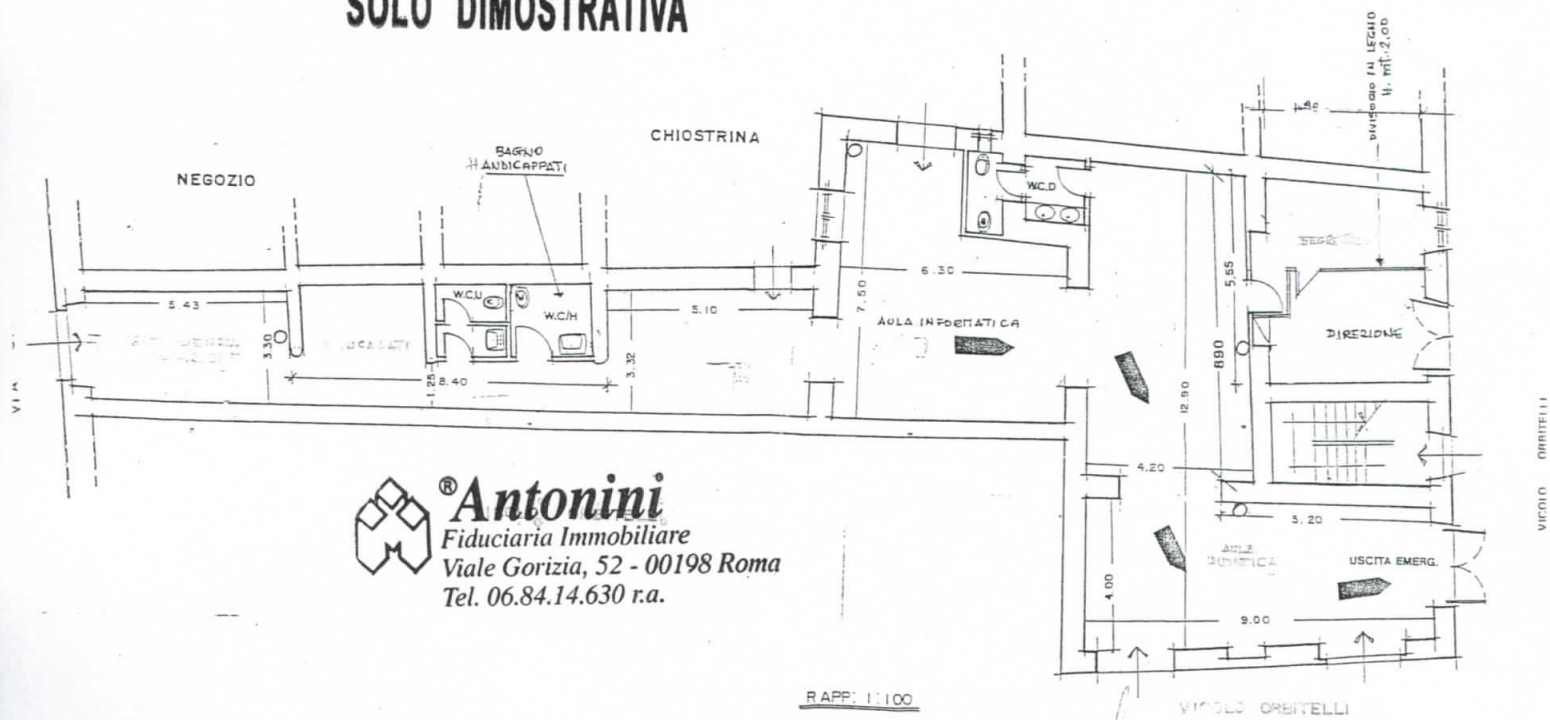 SOLO DIMOSTRATIVA
DIVISORIO IN LEGNO
H. mt. 2,00
CHIOSTRINA
BAGNO
HANDICAPPATI
NEGOZIO
W.C.D
6.30
5.55
7.50
5.43
W.C.U
W.C/H
5.10
AULA INFORMATICA
DIREZIONE
3.30
3.32
890
8.40
1.25
12.90
VIA
4.20
5.20
VICOLO ORBITELLI
AULA
USCITA EMERG.
4.00
9.00
®Antonini
Fiduciaria Immobiliare
Viale Gorizia, 52 - 00198 Roma
Tel. 06.84.14.630 r.a.
RAPP: 1:100
VICOLO ORBITELLI